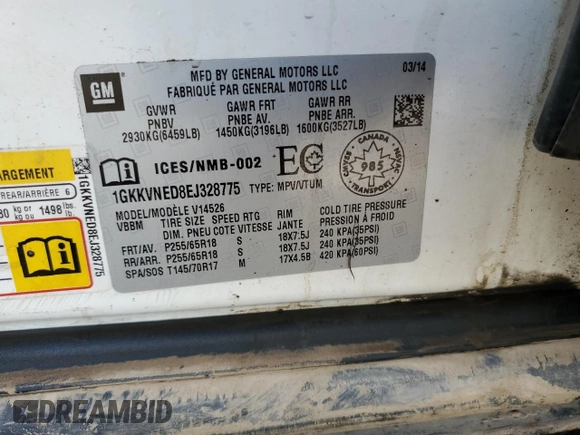 GM
MFD BY GENERAL MOTORS LLC
FABRIQUÉ PAR GENERAL MOTORS LLC
03/14
GVWR GAWR FRT GAWR RR
PNBV PNBE AV. PNBE ARR.
2930KG(6459LB) 1450KG(3196LB) 1600KG(3527LB)
ICES/NMB-002 EC
CANADA
985
TRANSPORT
1GKKVNED8EJ328775 TYPE: MPV/VTUM
MODEL/MODÈLE V14526
VBBM TIRE SIZE SPEED RTG RIM COLD TIRE PRESSURE
DIM. PNEU COTE VITESSE JANTE PRESSION À FROID
FRT/AV. P255/65R18 S 18X7.5J 240 KPA(35PSI)
RR/ARR. P255/65R18 S 18X7.5J 240 KPA(35PSI)
SPA/SOS T145/70R17 M 17X4.5B 420 KPA(60PSI)
ARGEMENT
REAR/ARRIÈRE 6
80 kg or ou 1498 lbs.
1GKKVNED8EJ328775
DREAMBID